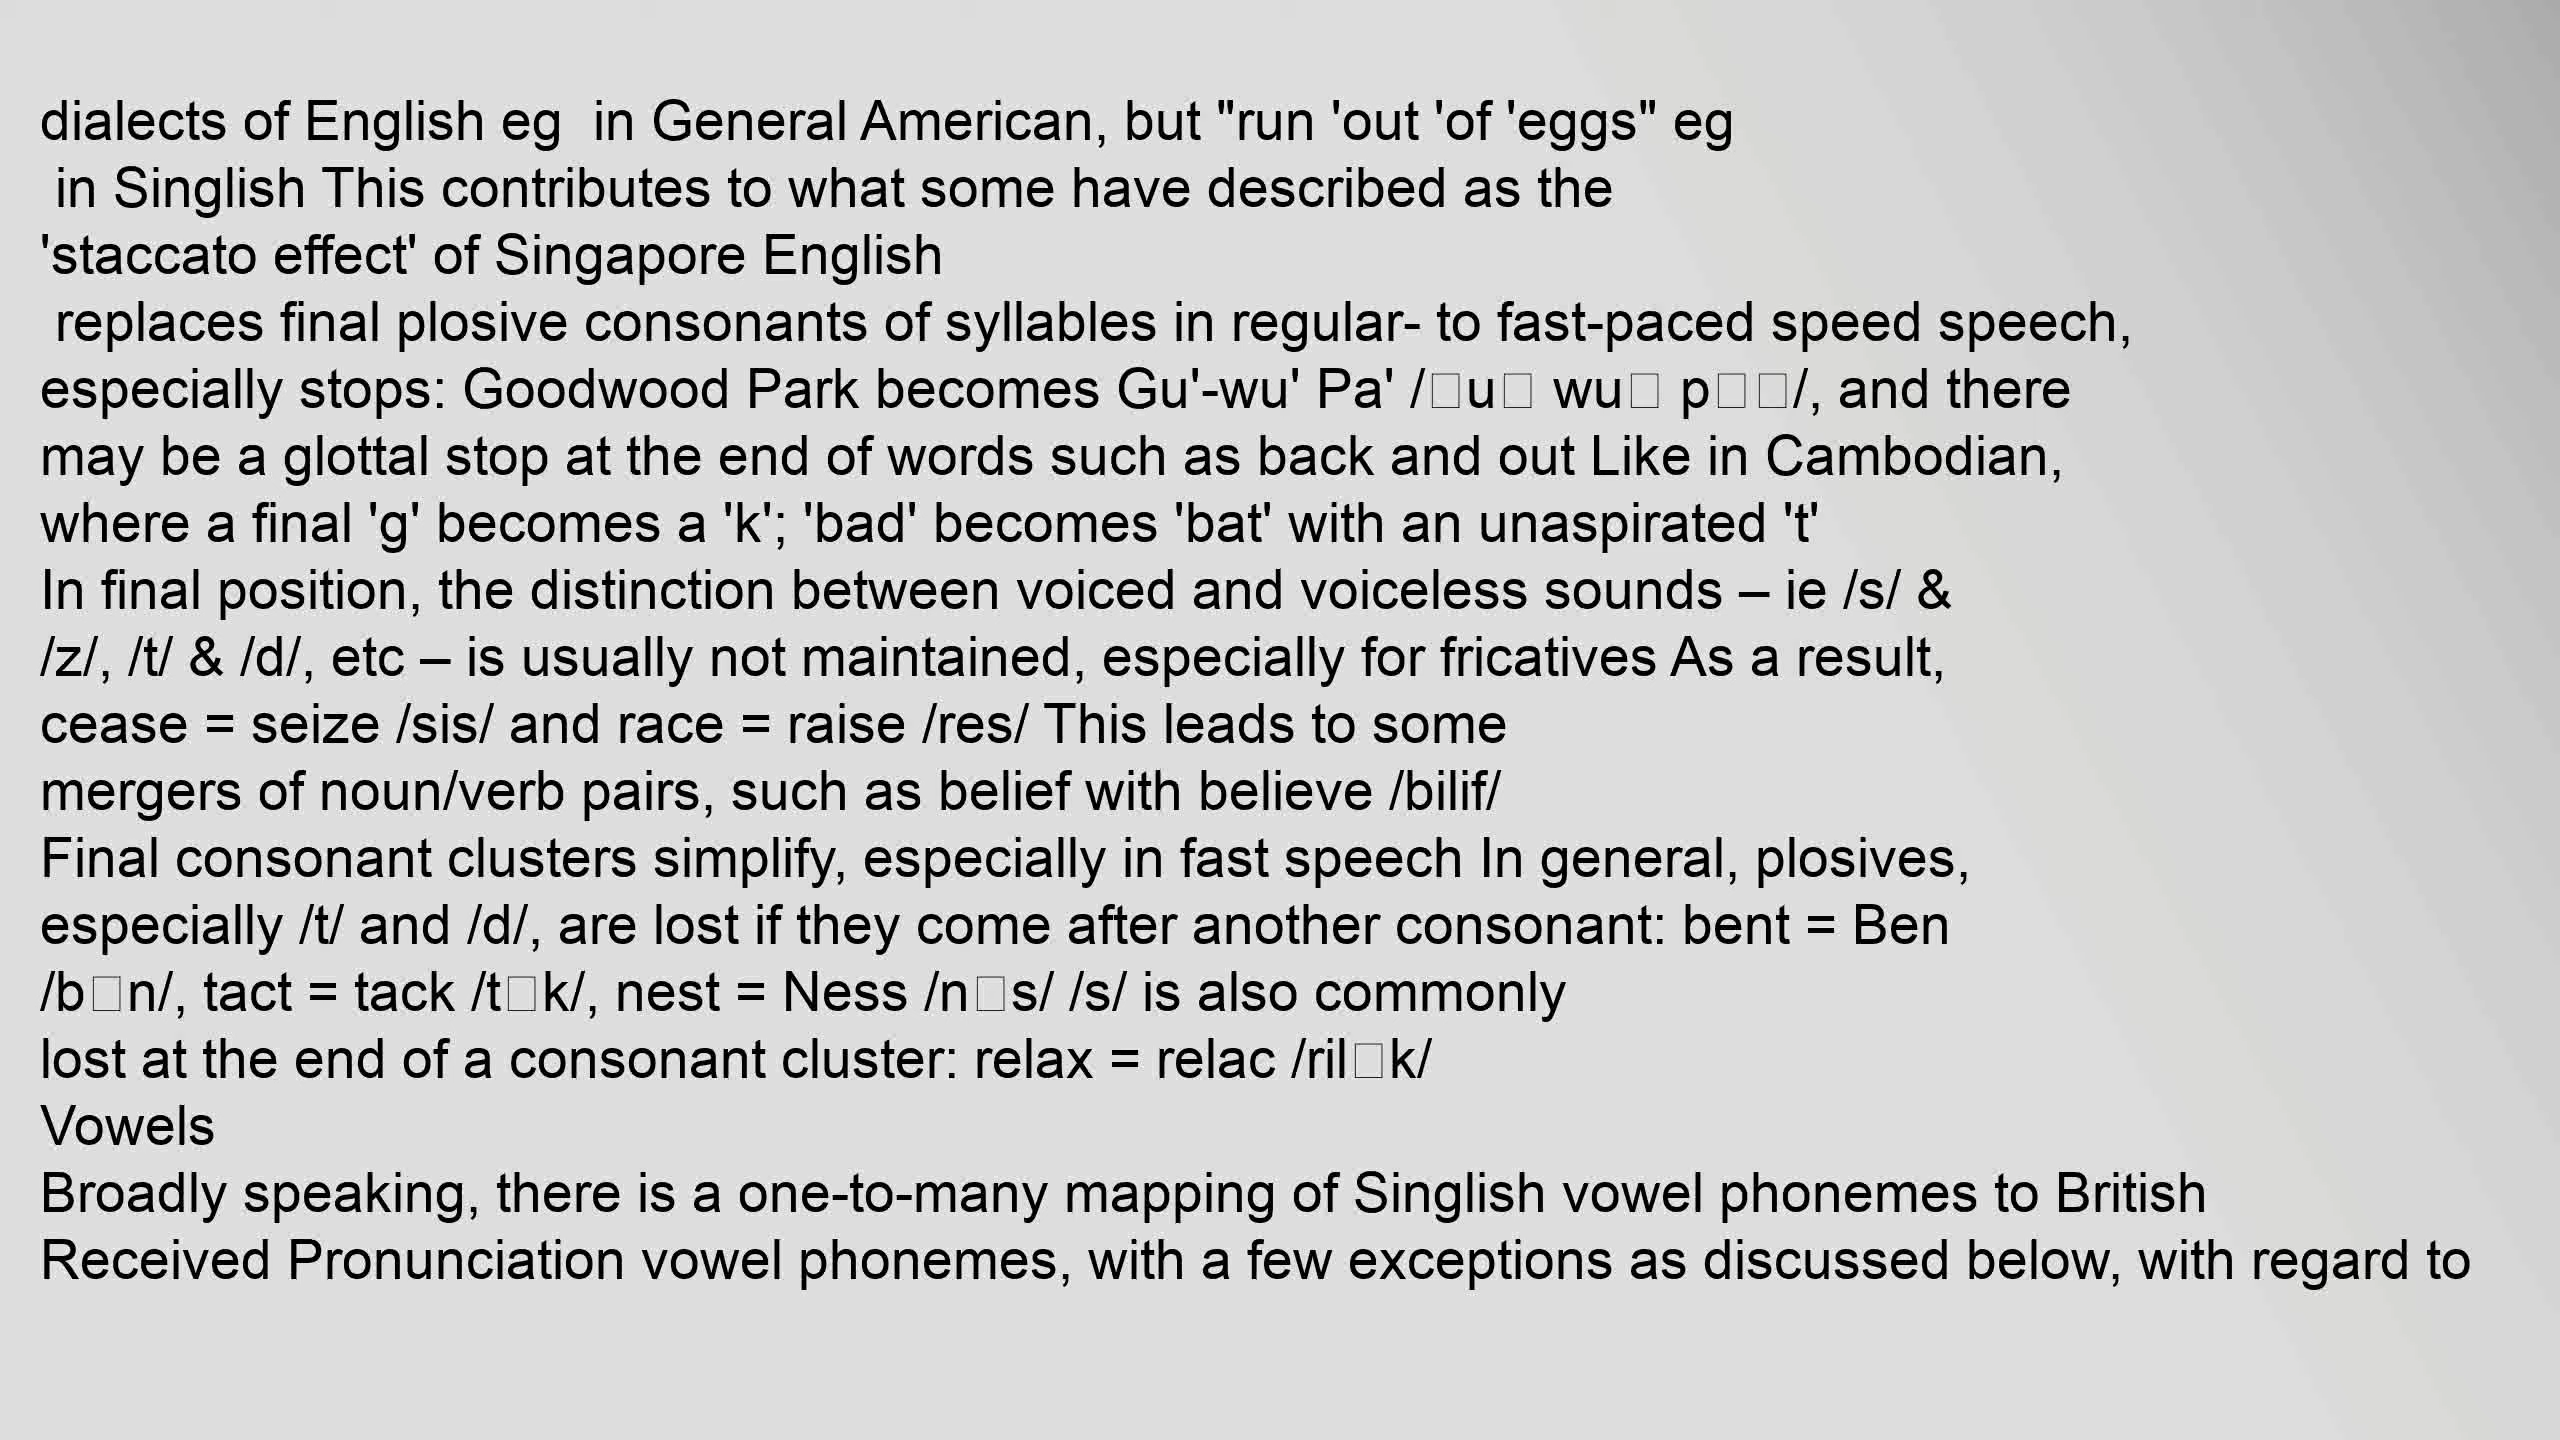 dialects of English eg  in General American, but "run 'out 'of 'eggs" eg
in Singlish This contributes to what some have described as the
'staccato effect' of Singapore English
replaces final plosive consonants of syllables in regular- to fast-paced speed speech,
especially stops: Goodwood Park becomes Gu'-wu' Pa' /□u□ wu□ p□□/, and there
may be a glottal stop at the end of words such as back and out Like in Cambodian,
where a final 'g' becomes a 'k'; 'bad' becomes 'bat' with an unaspirated 't'
In final position, the distinction between voiced and voiceless sounds – ie /s/ &
/z/, /t/ & /d/, etc – is usually not maintained, especially for fricatives As a result,
cease = seize /sis/ and race = raise /res/ This leads to some
mergers of noun/verb pairs, such as belief with believe /bilif/
Final consonant clusters simplify, especially in fast speech In general, plosives,
especially /t/ and /d/, are lost if they come after another consonant: bent = Ben
/b□n/, tact = tack /t□k/, nest = Ness /n□s/ /s/ is also commonly
lost at the end of a consonant cluster: relax = relac /ril□k/
Vowels
Broadly speaking, there is a one-to-many mapping of Singlish vowel phonemes to British
Received Pronunciation vowel phonemes, with a few exceptions as discussed below, with regard to